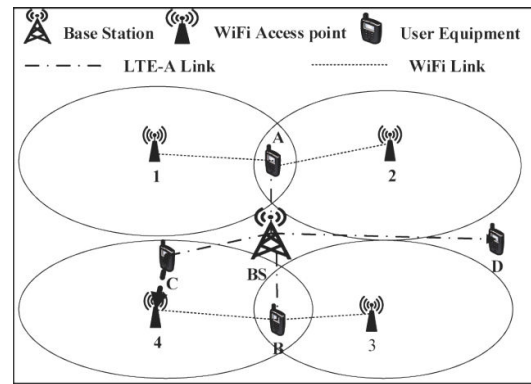 Base Station WiFi Access point User Equipment
LTE-A Link WiFi Link
A
1 2
BS D
C
4 B 3